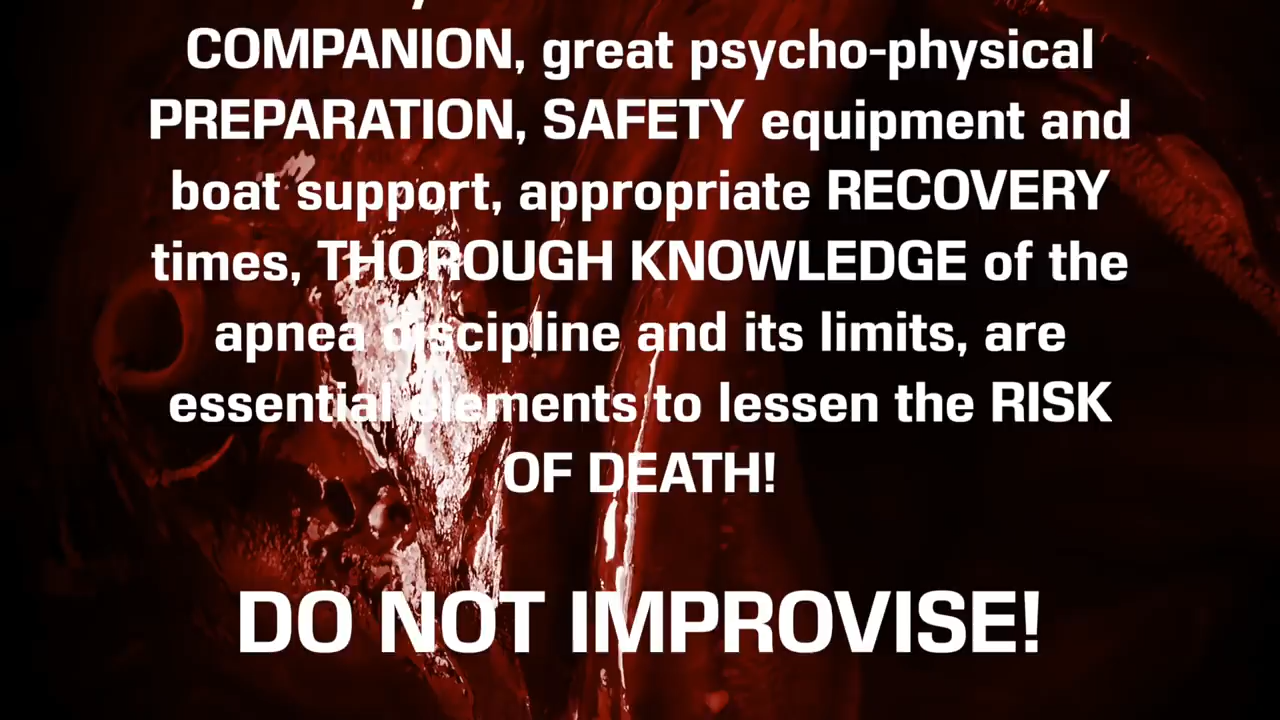 COMPANION, great psycho-physical
PREPARATION, SAFETY equipment and
boat support, appropriate RECOVERY
times, THOROUGH KNOWLEDGE of the
apnea discipline and its limits, are
essential elements to lessen the RISK
OF DEATH!
DO NOT IMPROVISE!